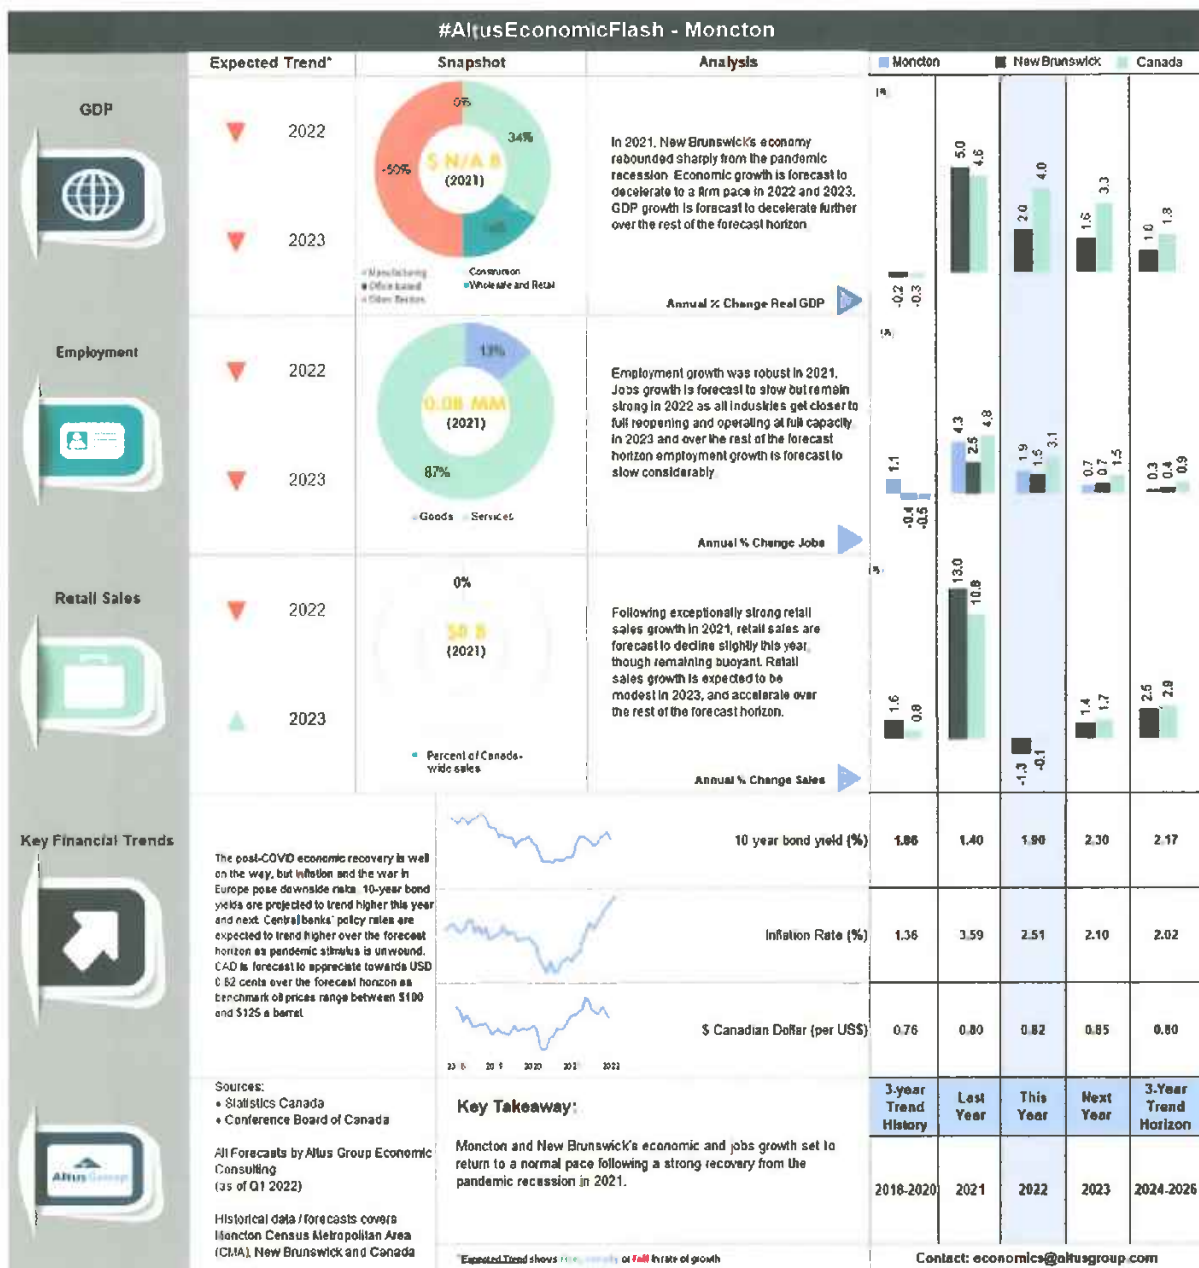 #AltusEconomicFlash - Moncton
Expected Trend*
Snapshot
Analysis
Moncton
New Brunswick
Canada
GDP
2022
2023
0%
34%
-50%
$ N/A B
(2021)
Manufacturing
Construction
Office based
Wholesale and Retail
Other Sectors
In 2021, New Brunswick's economy
rebounded sharply from the pandemic
recession. Economic growth is forecast to
decelerate to a firm pace in 2022 and 2023.
GDP growth is forecast to decelerate further
over the rest of the forecast horizon.
Annual % Change Real GDP
-0.2
-0.3
5.0
4.6
2.0
4.0
1.6
3.3
1.0
1.8
Employment
2022
2023
13%
0.08 MM
(2021)
87%
Goods
Services
Employment growth was robust in 2021.
Jobs growth is forecast to slow but remain
strong in 2022 as all industries get closer to
full reopening and operating at full capacity
in 2023 and over the rest of the forecast
horizon employment growth is forecast to
slow considerably.
Annual % Change Jobs
1.1
-0.4
-0.5
4.3
2.5
4.8
1.9
1.5
3.1
0.7
0.7
1.5
0.3
0.4
0.9
Retail Sales
2022
2023
0%
$0 B
(2021)
Percent of Canada-
wide sales
Following exceptionally strong retail
sales growth in 2021, retail sales are
forecast to decline slightly this year,
though remaining buoyant. Retail
sales growth is expected to be
modest in 2023, and accelerate over
the rest of the forecast horizon.
Annual % Change Sales
1.6
0.8
13.0
10.8
-1.3
-0.1
1.4
1.7
2.5
2.9
Key Financial Trends
The post-COVID economic recovery is well
on the way, but inflation and the war in
Europe pose downside risks. 10-year bond
yields are projected to trend higher this year
and next. Central banks' policy rates are
expected to trend higher over the forecast
horizon as pandemic stimulus is unwound.
CAD is forecast to appreciate towards USD
0.82 cents over the forecast horizon as
benchmark oil prices range between $100
and $125 a barrel.
10 year bond yield (%)
1.86
1.40
1.90
2.30
2.17
Inflation Rate (%)
1.36
3.59
2.51
2.10
2.02
$ Canadian Dollar (per US$)
0.76
0.80
0.82
0.85
0.80
2020
2022
Sources:
• Statistics Canada
• Conference Board of Canada
All Forecasts by Altus Group Economic
Consulting
(as of Q1 2022)
Historical data / forecasts covers
Moncton Census Metropolitan Area
(CMA), New Brunswick and Canada
AltusGroup
Key Takeaway:
Moncton and New Brunswick's economic and jobs growth set to
return to a normal pace following a strong recovery from the
pandemic recession in 2021.
*Expected Trend shows
or Fall in rate of growth
3-year
Trend
History
Last
Year
This
Year
Next
Year
3-Year
Trend
Horizon
2018-2020
2021
2022
2023
2024-2026
Contact: economics@altusgroup.com